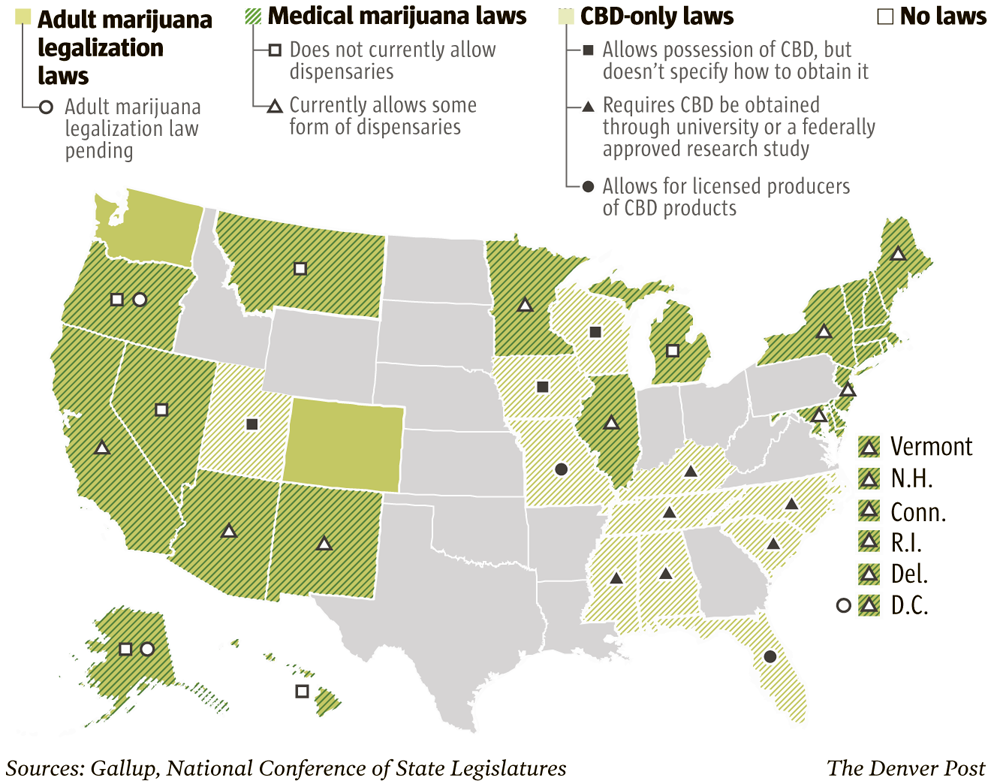 Adult marijuana
legalization
laws
Adult marijuana
legalization law
pending
Medical marijuana laws
Does not currently allow
dispensaries
Currently allows some
form of dispensaries
CBD-only laws
Allows possession of CBD, but
doesn’t specify how to obtain it
Requires CBD be obtained
through university or a federally
approved research study
Allows for licensed producers
of CBD products
No laws
Vermont
N.H.
Conn.
R.I.
Del.
D.C.
Sources: Gallup, National Conference of State Legislatures
The Denver Post